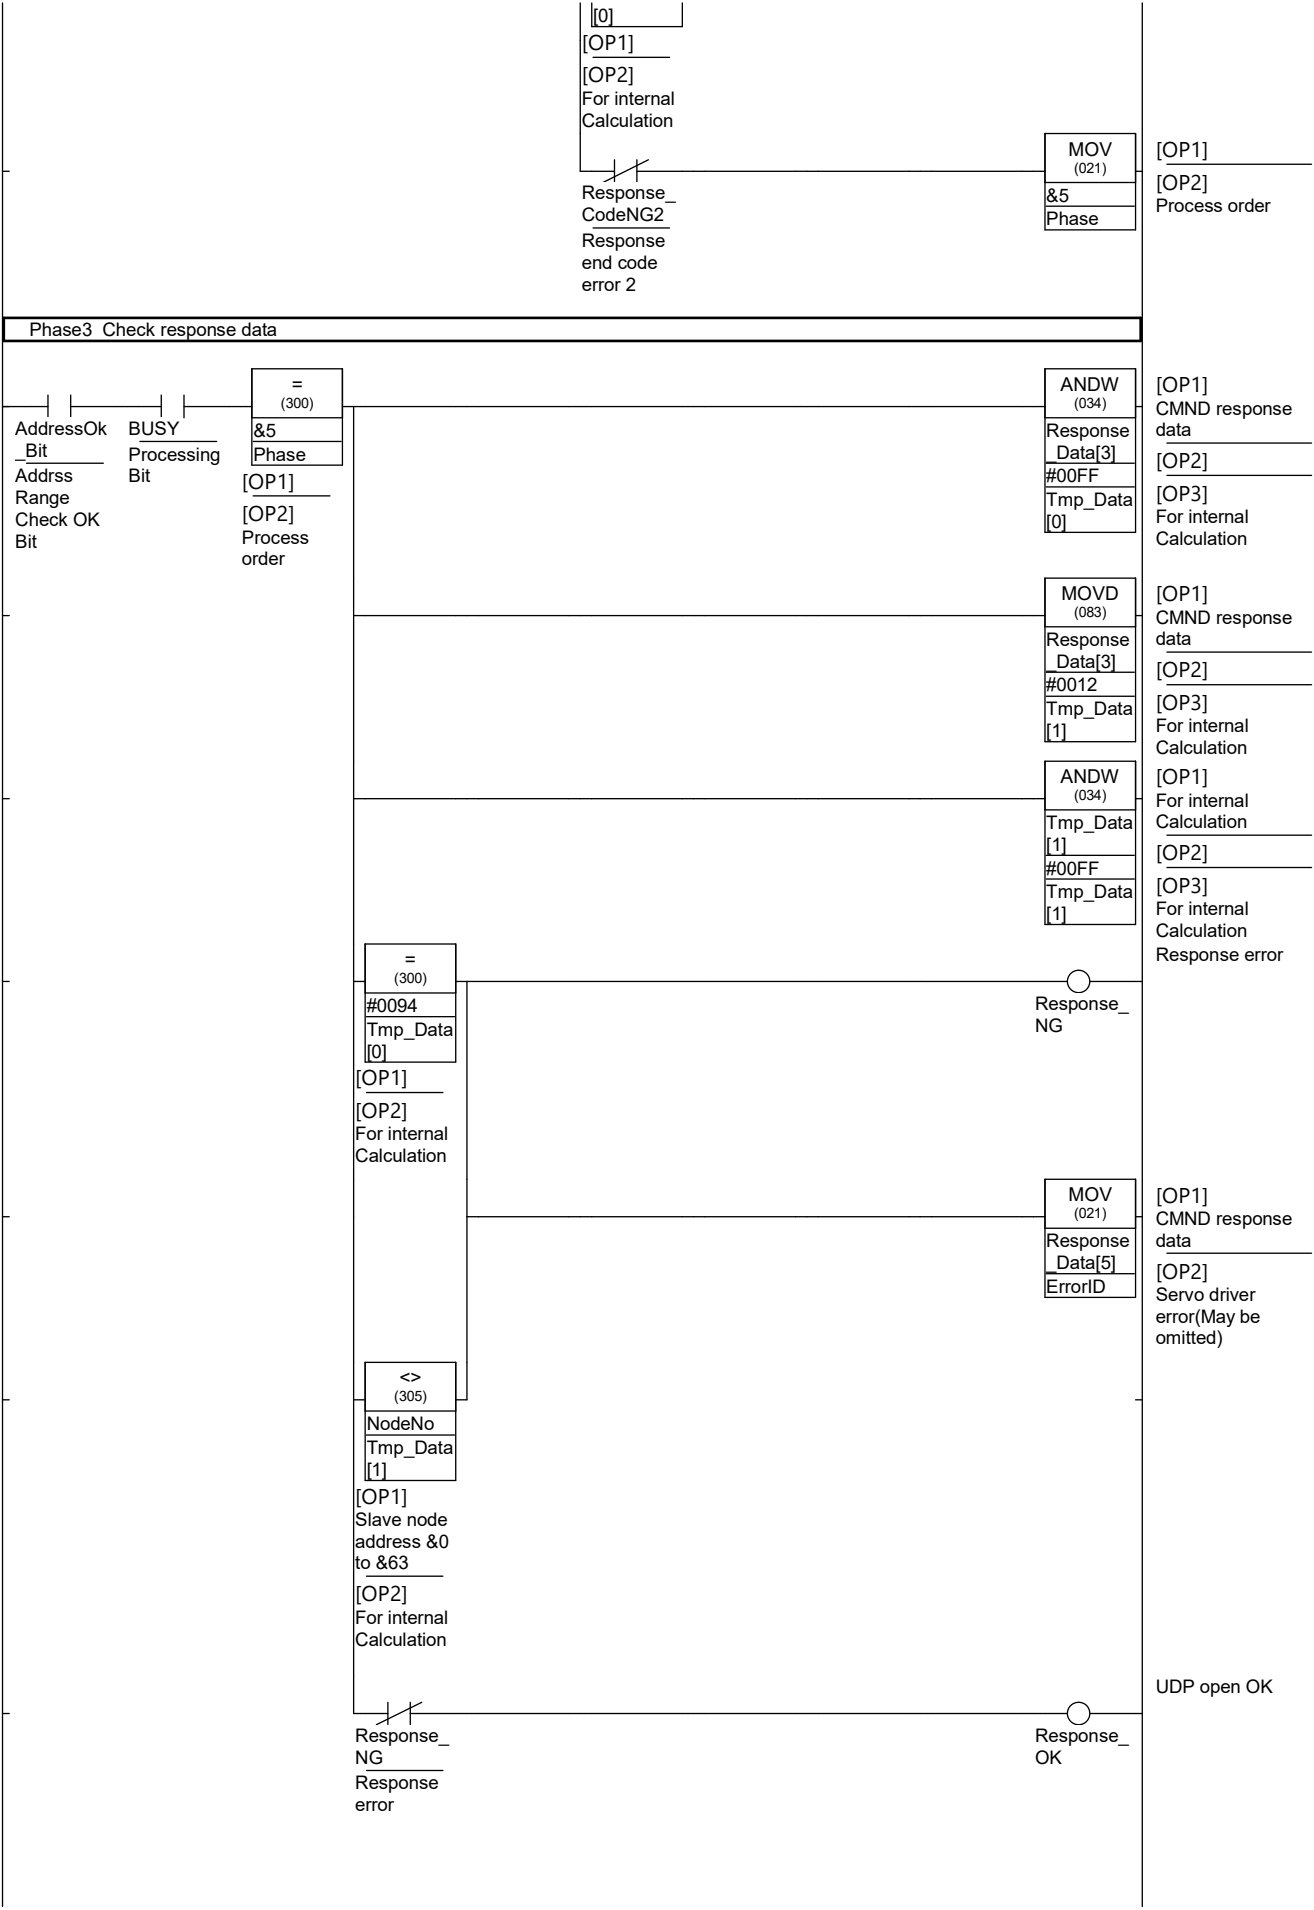 [0]
[OP1]
[OP2]
For internal
Calculation
MOV
(021)
&5
Phase
[OP1]
[OP2]
Process order
Response_
CodeNG2
Response
end code
error 2
Phase3  Check response data
AddressOk
_Bit
Addrss
Range
Check OK
Bit
BUSY
Processing
Bit
=
(300)
&5
Phase
[OP1]
[OP2]
Process
order
ANDW
(034)
Response
_Data[3]
#00FF
Tmp_Data
[0]
[OP1]
CMND response
data
[OP2]
[OP3]
For internal
Calculation
MOVD
(083)
Response
_Data[3]
#0012
Tmp_Data
[1]
[OP1]
CMND response
data
[OP2]
[OP3]
For internal
Calculation
ANDW
(034)
Tmp_Data
[1]
#00FF
Tmp_Data
[1]
[OP1]
For internal
Calculation
[OP2]
[OP3]
For internal
Calculation
=
(300)
#0094
Tmp_Data
[0]
[OP1]
[OP2]
For internal
Calculation
Response error
Response_
NG
MOV
(021)
Response
_Data[5]
ErrorID
[OP1]
CMND response
data
[OP2]
Servo driver
error(May be
omitted)
<>
(305)
NodeNo
Tmp_Data
[1]
[OP1]
Slave node
address &0
to &63
[OP2]
For internal
Calculation
UDP open OK
Response_
NG
Response
error
Response_
OK